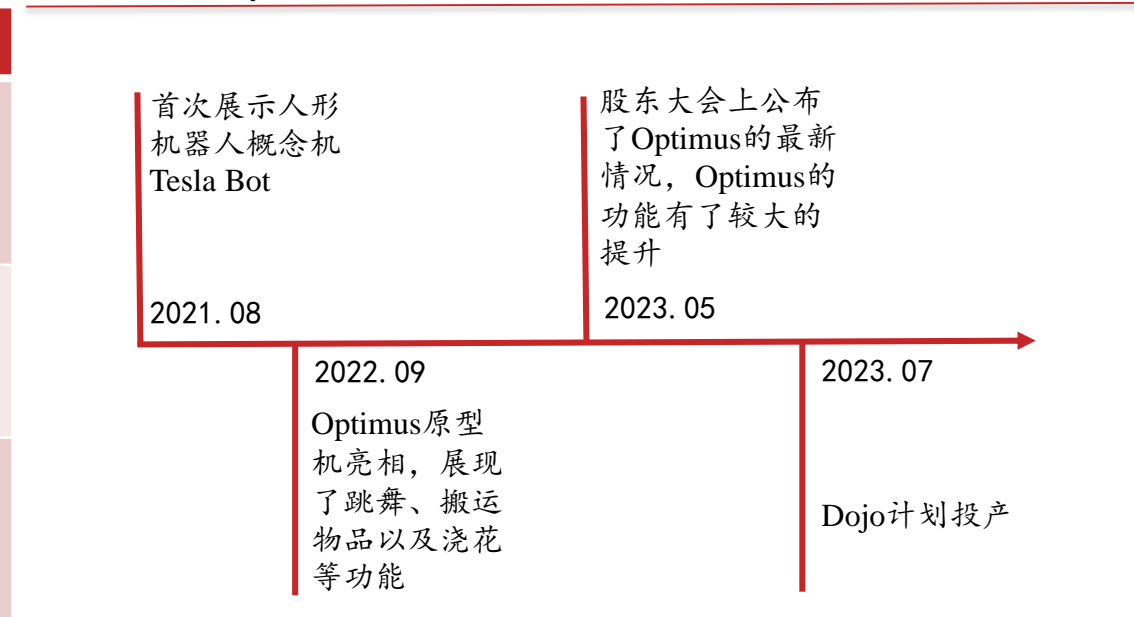 首次展示人形
机器人概念机
Tesla Bot
2021.08
2022.09
Optimus原型
机亮相，展现
了跳舞、搬运
物品以及浇花
等功能
股东大会上公布
了Optimus的最新
情况，Optimus的
功能有了较大的
提升
2023.05
2023.07
Dojo计划投产